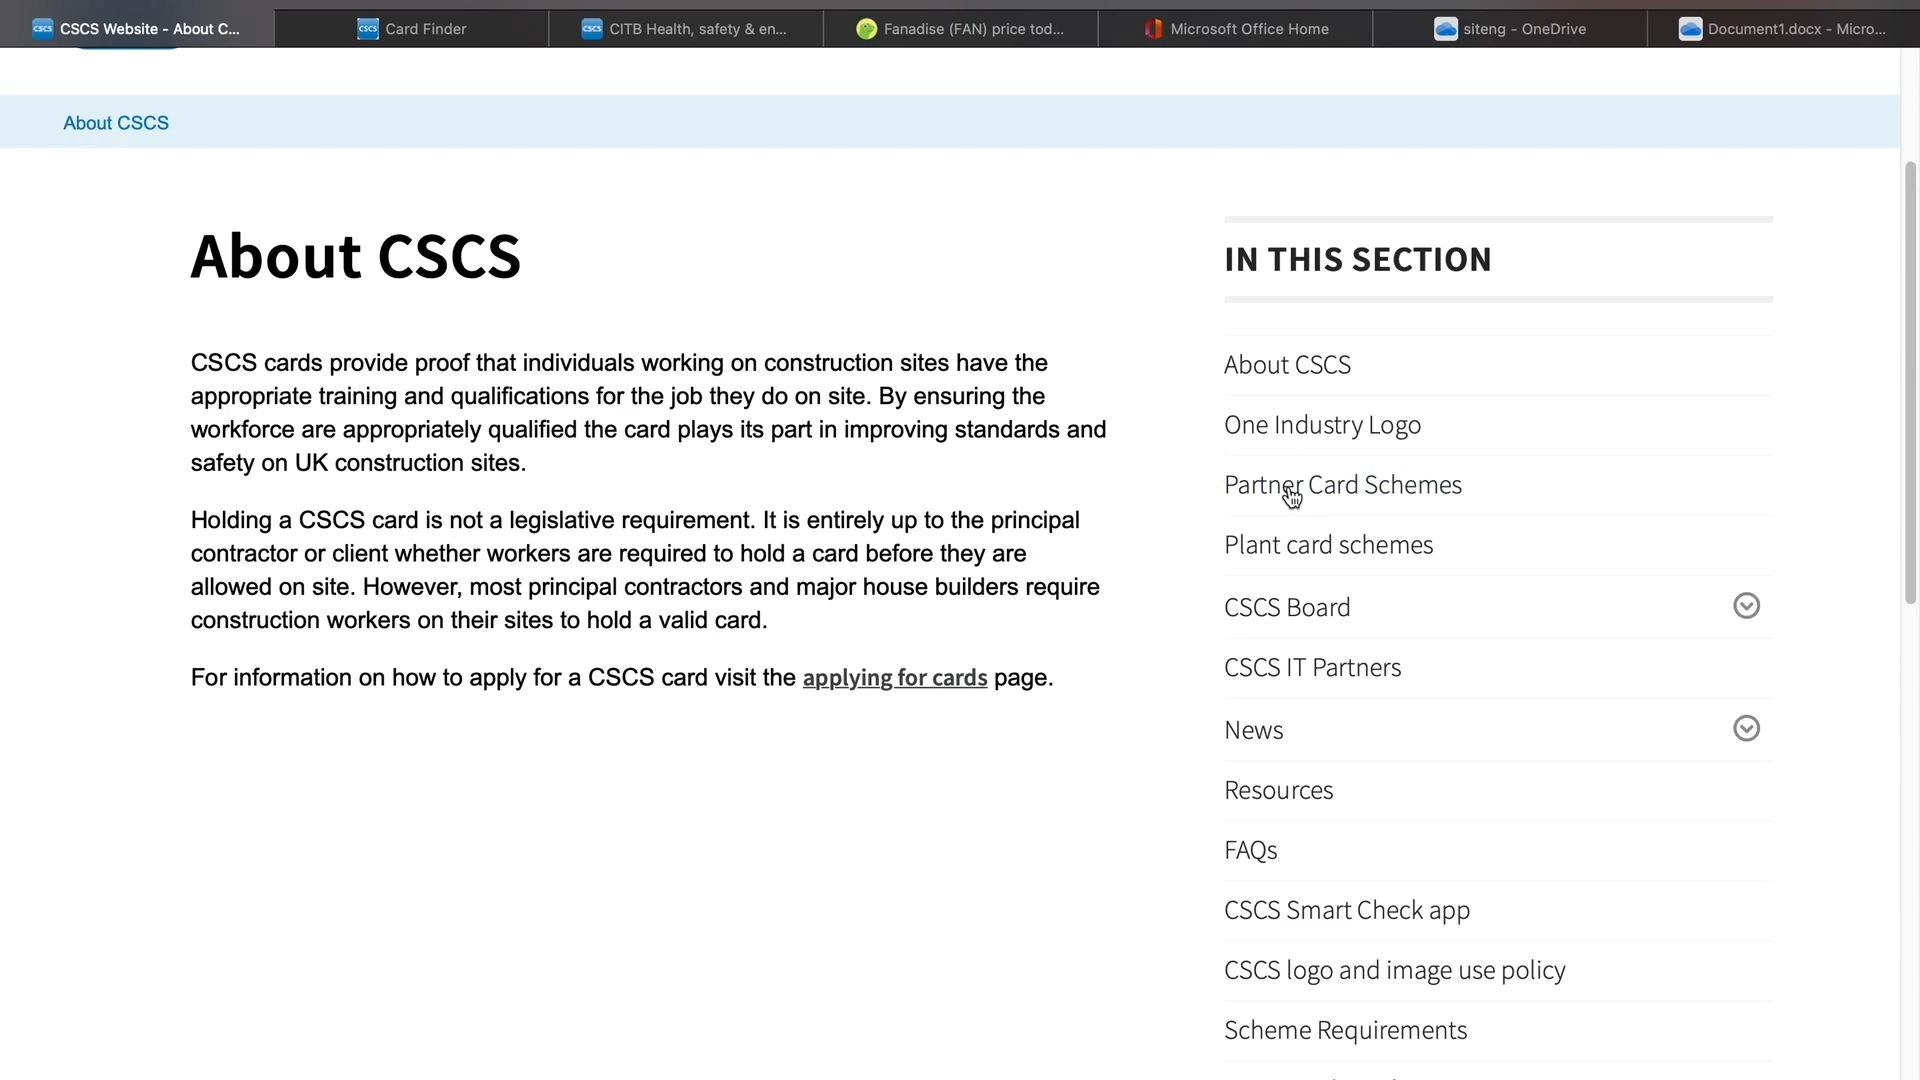 CSCS Website - About C...
CSCS Card Finder
CSCS CITB Health, safety & en...
Fanadise (FAN) price tod...
Microsoft Office Home
siteng - OneDrive
Document1.docx - Micro...
About CSCS
About CSCS
CSCS cards provide proof that individuals working on construction sites have the
appropriate training and qualifications for the job they do on site. By ensuring the
workforce are appropriately qualified the card plays its part in improving standards and
safety on UK construction sites.
Holding a CSCS card is not a legislative requirement. It is entirely up to the principal
contractor or client whether workers are required to hold a card before they are
allowed on site. However, most principal contractors and major house builders require
construction workers on their sites to hold a valid card.
For information on how to apply for a CSCS card visit the applying for cards page.
IN THIS SECTION
About CSCS
One Industry Logo
Partner Card Schemes
Plant card schemes
CSCS Board
CSCS IT Partners
News
Resources
FAQs
CSCS Smart Check app
CSCS logo and image use policy
Scheme Requirements